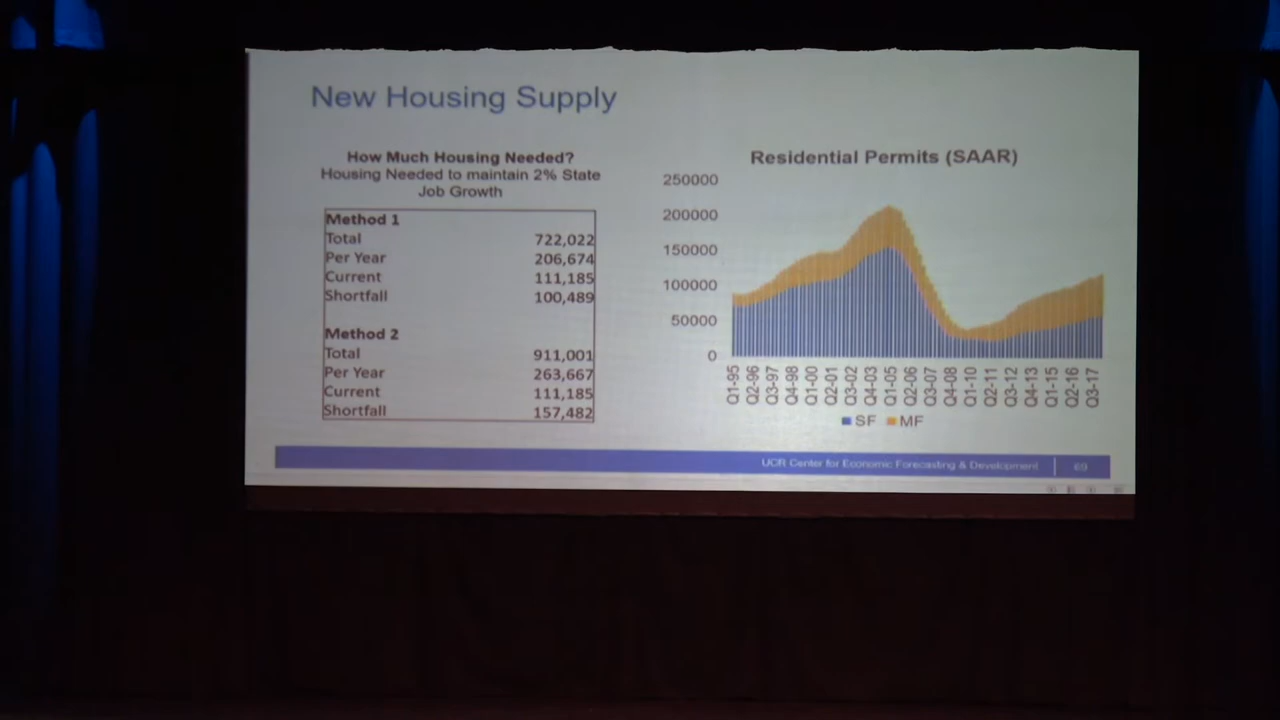 New Housing Supply
How Much Housing Needed?
Housing Needed to maintain 2% State
Job Growth
Method 1
Total 722,022
Per Year 206,674
Current 111,185
Shortfall 100,489
Method 2
Total 911,001
Per Year 263,667
Current 111,185
Shortfall 157,482
Residential Permits (SAAR)
250000
200000
150000
100000
50000
0
Q1-95
Q2-96
Q3-97
Q4-98
Q1-00
Q2-01
Q3-02
Q4-03
Q1-05
Q2-06
Q3-07
Q4-08
Q1-10
Q2-11
Q3-12
Q4-13
Q1-15
Q2-16
Q3-17
SF MF
UCR Center for Economic Forecasting & Development 69